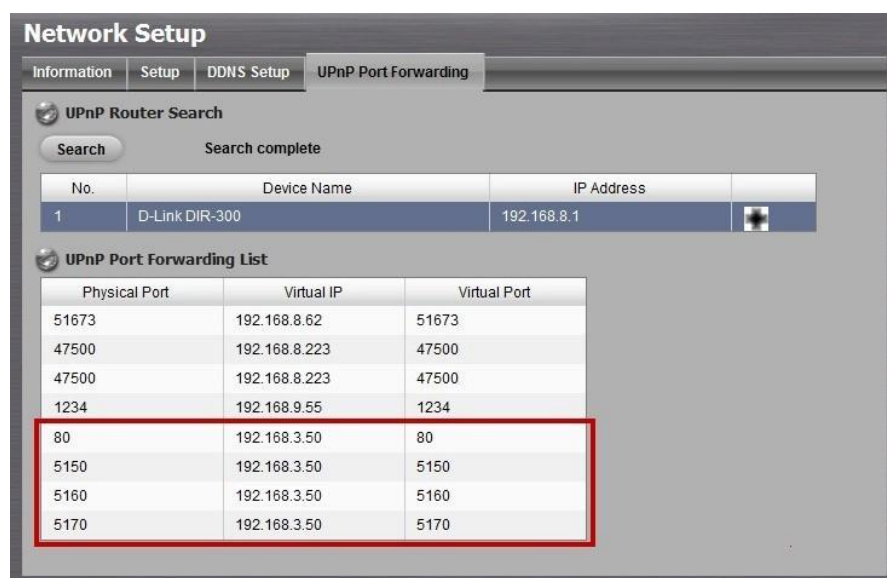 Network Setup
Information Setup DDNS Setup UPnP Port Forwarding
UPnP Router Search
Search Search complete
No. Device Name IP Address
1 D-Link DIR-300 192.168.8.1
UPnP Port Forwarding List
Physical Port Virtual IP Virtual Port
51673 192.168.8.62 51673
47500 192.168.8.223 47500
47500 192.168.8.223 47500
1234 192.168.9.55 1234
80 192.168.3.50 80
5150 192.168.3.50 5150
5160 192.168.3.50 5160
5170 192.168.3.50 5170